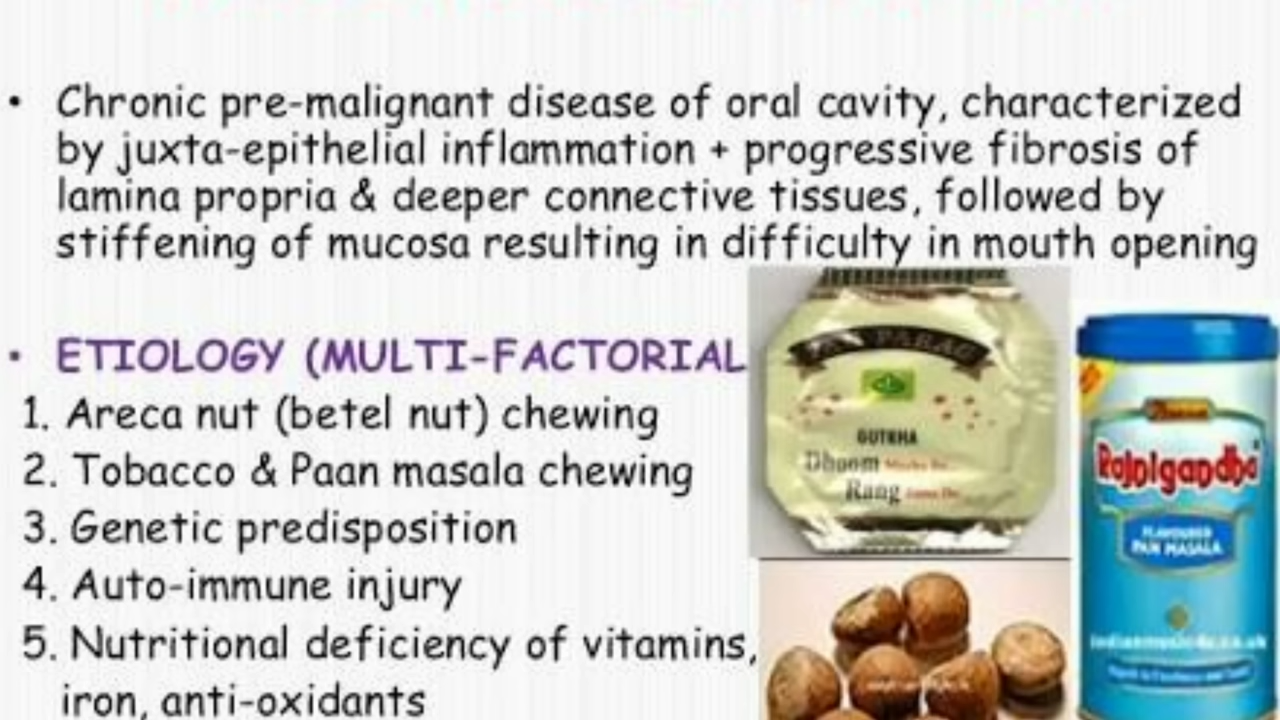 • Chronic pre-malignant disease of oral cavity, characterized
by juxta-epithelial inflammation + progressive fibrosis of
lamina propria & deeper connective tissues, followed by
stiffening of mucosa resulting in difficulty in mouth opening
• ETIOLOGY (MULTI-FACTORIAL
1. Areca nut (betel nut) chewing
2. Tobacco & Paan masala chewing
3. Genetic predisposition
4. Auto-immune injury
5. Nutritional deficiency of vitamins,
iron, anti-oxidants
PAN PARAG
GUTKHA
Dhoom
Rang
Rajnigandha
FLAVOURED
PAN MASALA